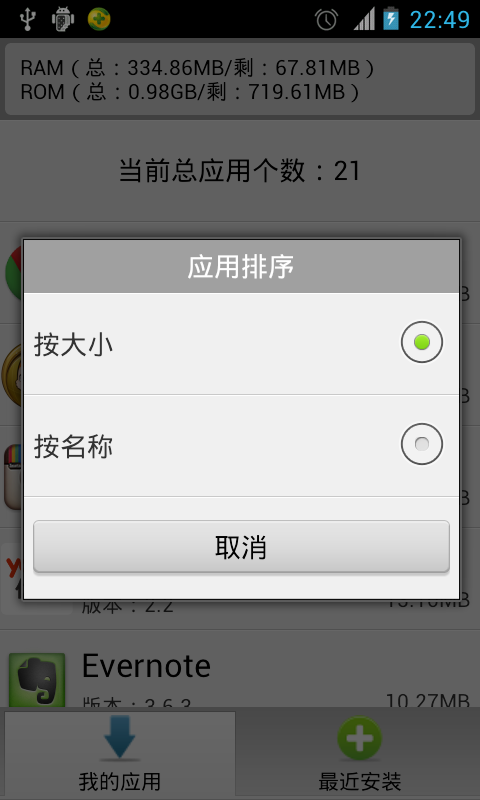 22:49
RAM（总：334.86MB/剩：67.81MB）
ROM（总：0.98GB/剩：719.61MB）
当前总应用个数：21
应用排序
按大小
按名称
取消
版本：2.2
13.10MB
Evernote
版本：3.6.3
10.27MB
我的应用
最近安装